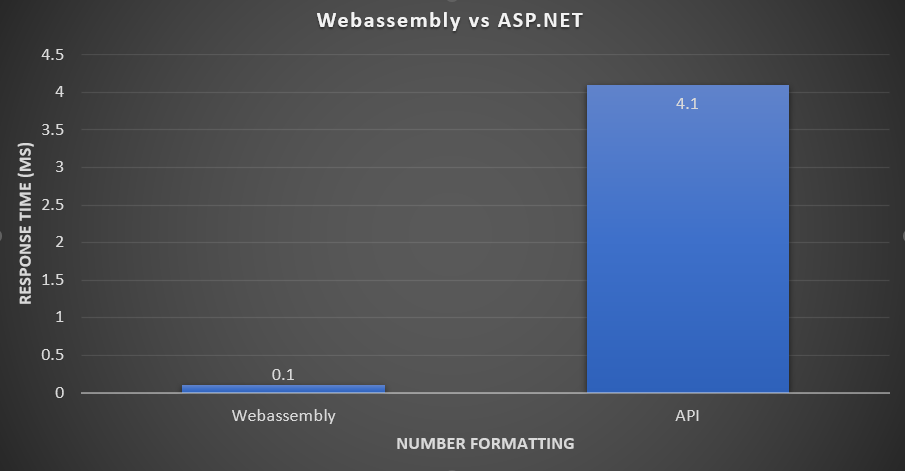 Webassembly vs ASP.NET
4.5
4
3.5
3
2.5
2
1.5
1
0.5
0
RESPONSE TIME (MS)
4.1
0.1
Webassembly
API
NUMBER FORMATTING